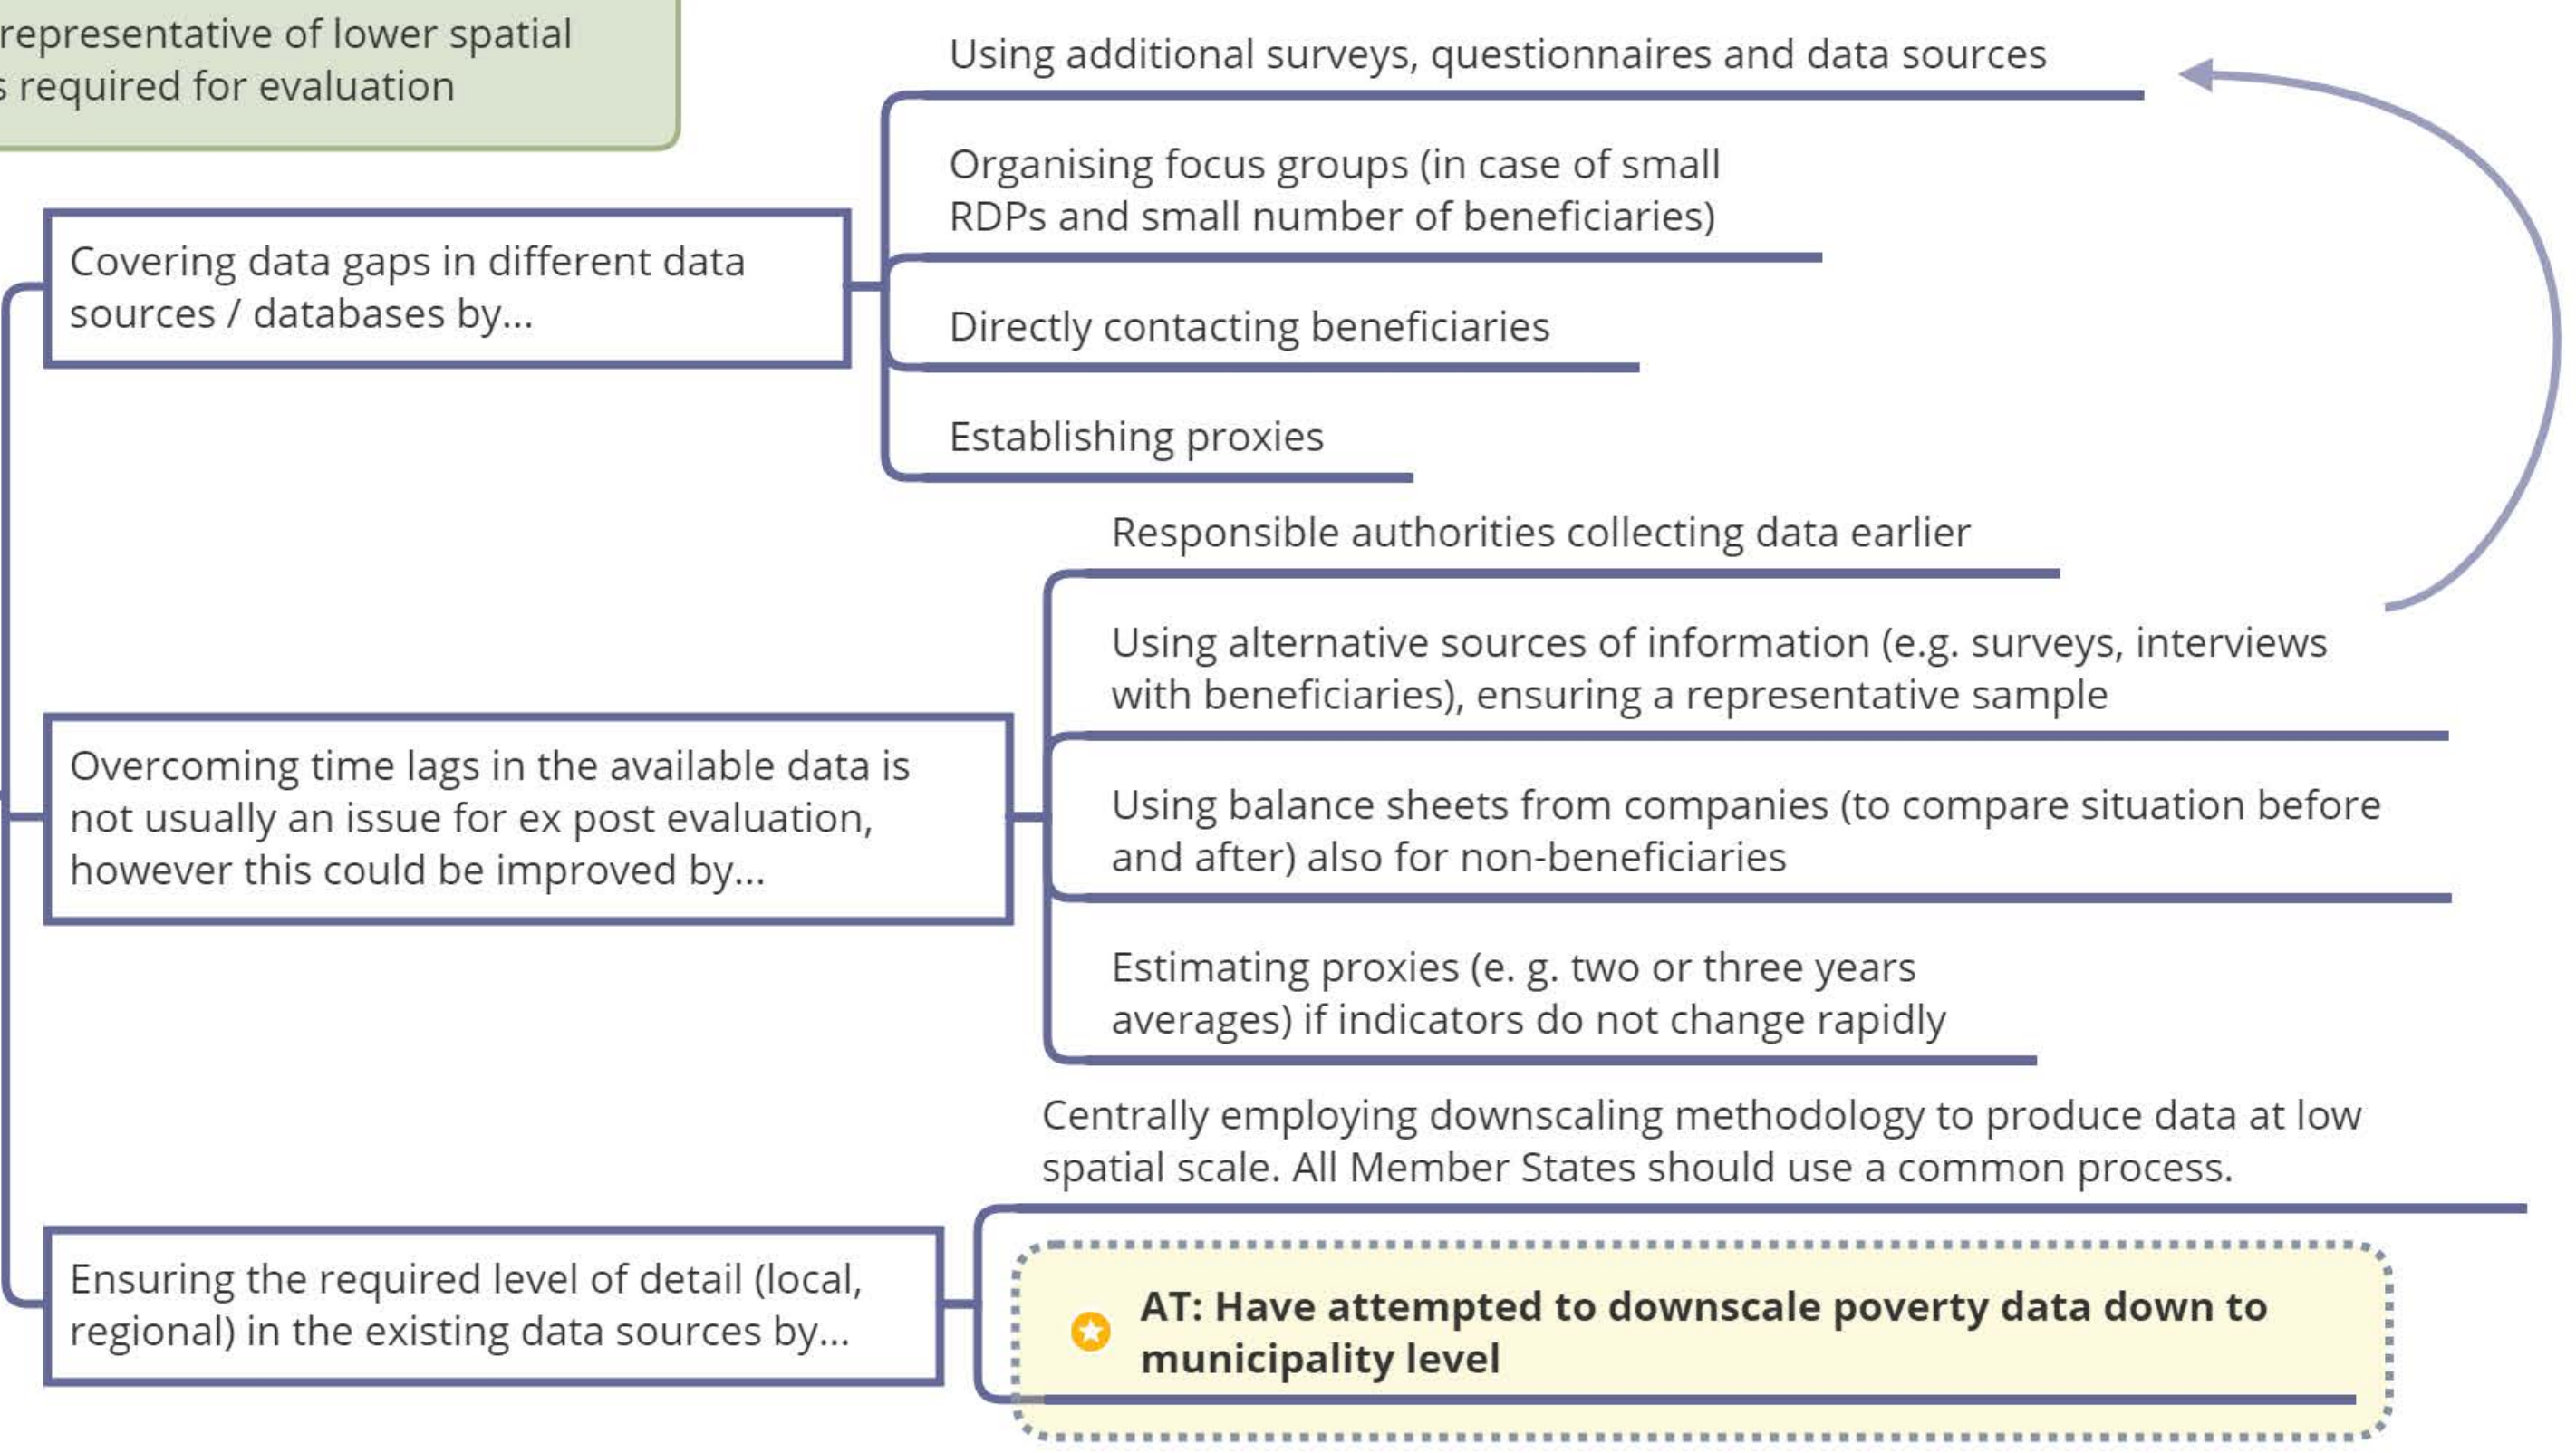 representative of lower spatial
required for evaluation
Using additional surveys, questionnaires and data sources
Organising focus groups (in case of small
RDPs and small number of beneficiaries)
Covering data gaps in different data
sources / databases by...
Directly contacting beneficiaries
Establishing proxies
Responsible authorities collecting data earlier
Using alternative sources of information (e.g. surveys, interviews
with beneficiaries), ensuring a representative sample
Overcoming time lags in the available data is
not usually an issue for ex post evaluation,
however this could be improved by...
Using balance sheets from companies (to compare situation before
and after) also for non-beneficiaries
Estimating proxies (e. g. two or three years
averages) if indicators do not change rapidly
Centrally employing downscaling methodology to produce data at low
spatial scale. All Member States should use a common process.
Ensuring the required level of detail (local,
regional) in the existing data sources by...
AT: Have attempted to downscale poverty data down to
municipality level